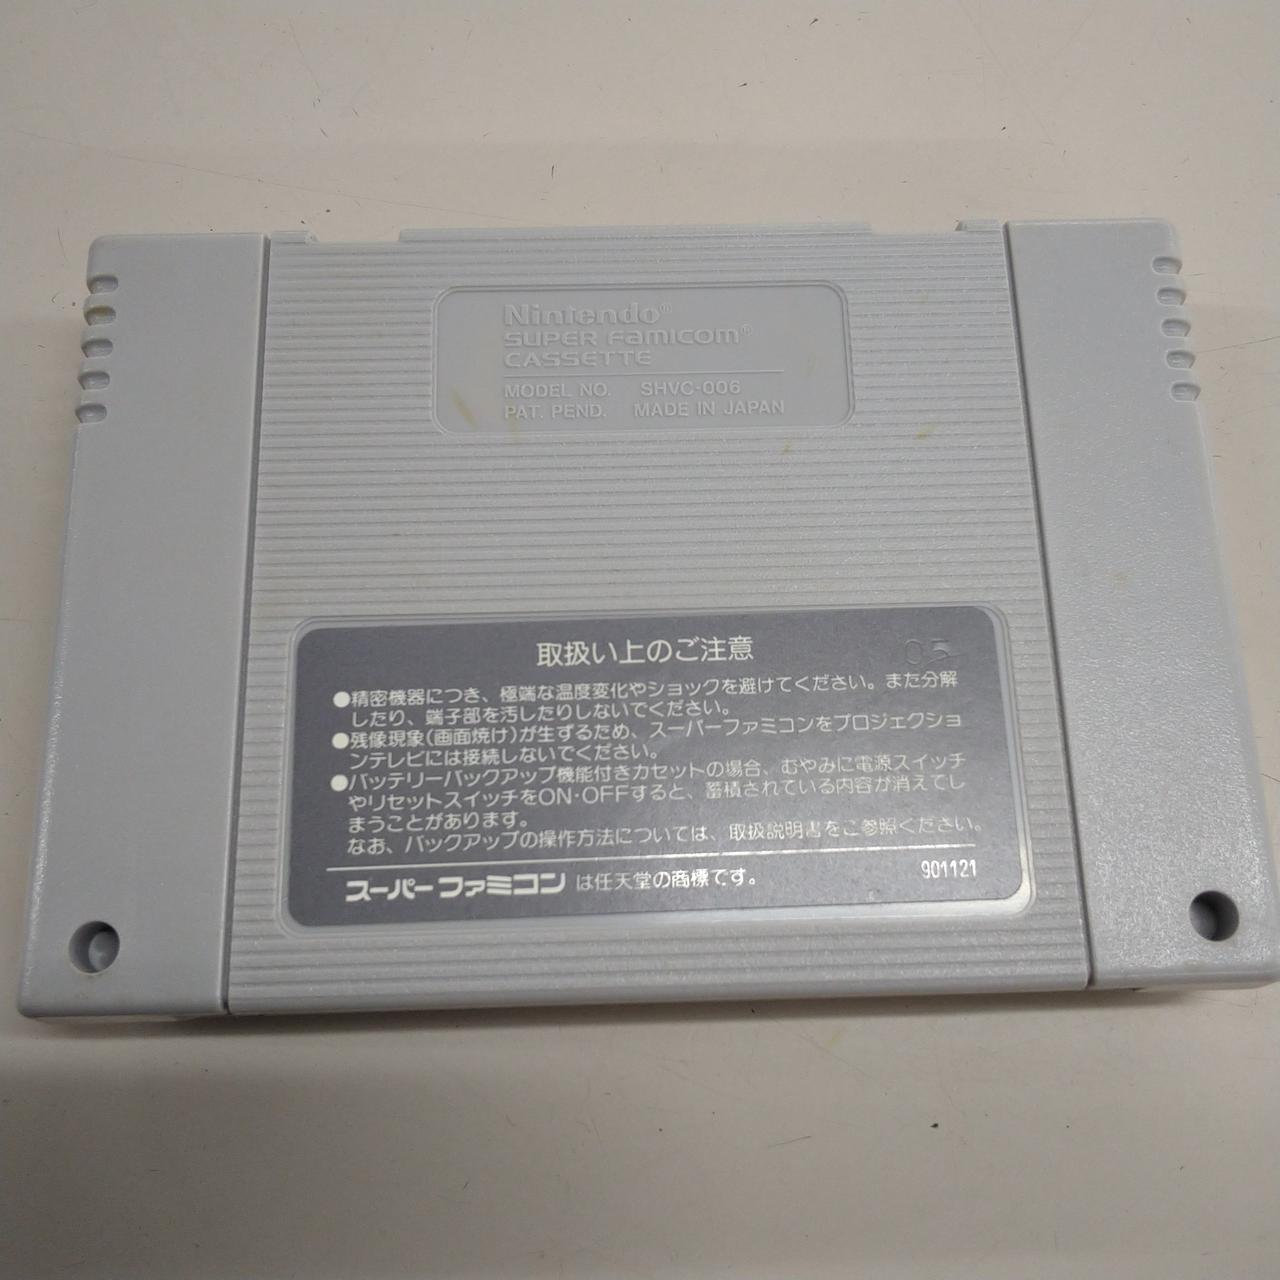 Nintendo®
SUPER FAMICOM®
CASSETTE
MODEL NO. SHVC-006
PAT. PEND. MADE IN JAPAN
取扱い上のご注意
05
●精密機器につき、極端な温度変化やショックを避けてください。また分解
したり、端子部を汚したりしないでください。
●残像現象(画面焼け)が生ずるため、スーパーファミコンをプロジェクショ
ンテレビには接続しないでください。
●バッテリーバックアップ機能付きカセットの場合、むやみに電源スイッチ
やリセットスイッチをON・OFFすると、蓄積されている内容が消えてし
まうことがあります。
なお、バックアップの操作方法については、取扱説明書をご参照ください。
スーパーファミコン は任天堂の商標です。
901121